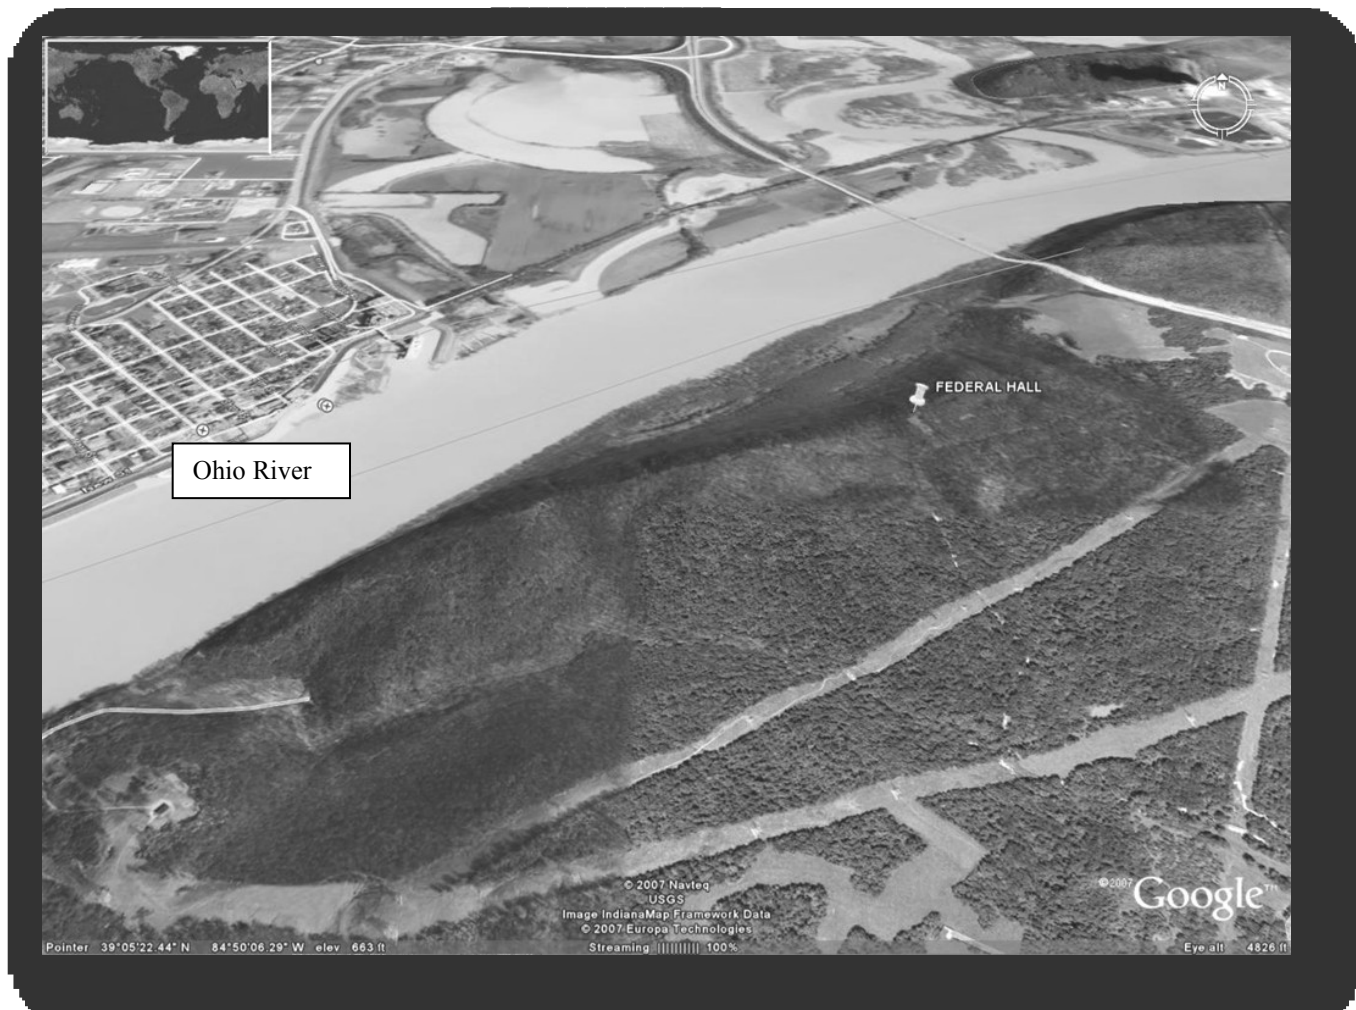 N
FEDERAL HALL
Ohio River
© 2007 Navteq
USGS
Image IndianaMap Framework Data
© 2007 Europa Technologies
©2007 Google™
Pointer 39°05'22.44" N 84°50'06.29" W elev 663 ft
Streaming |||||||||| 100%
Eye alt 4826 ft